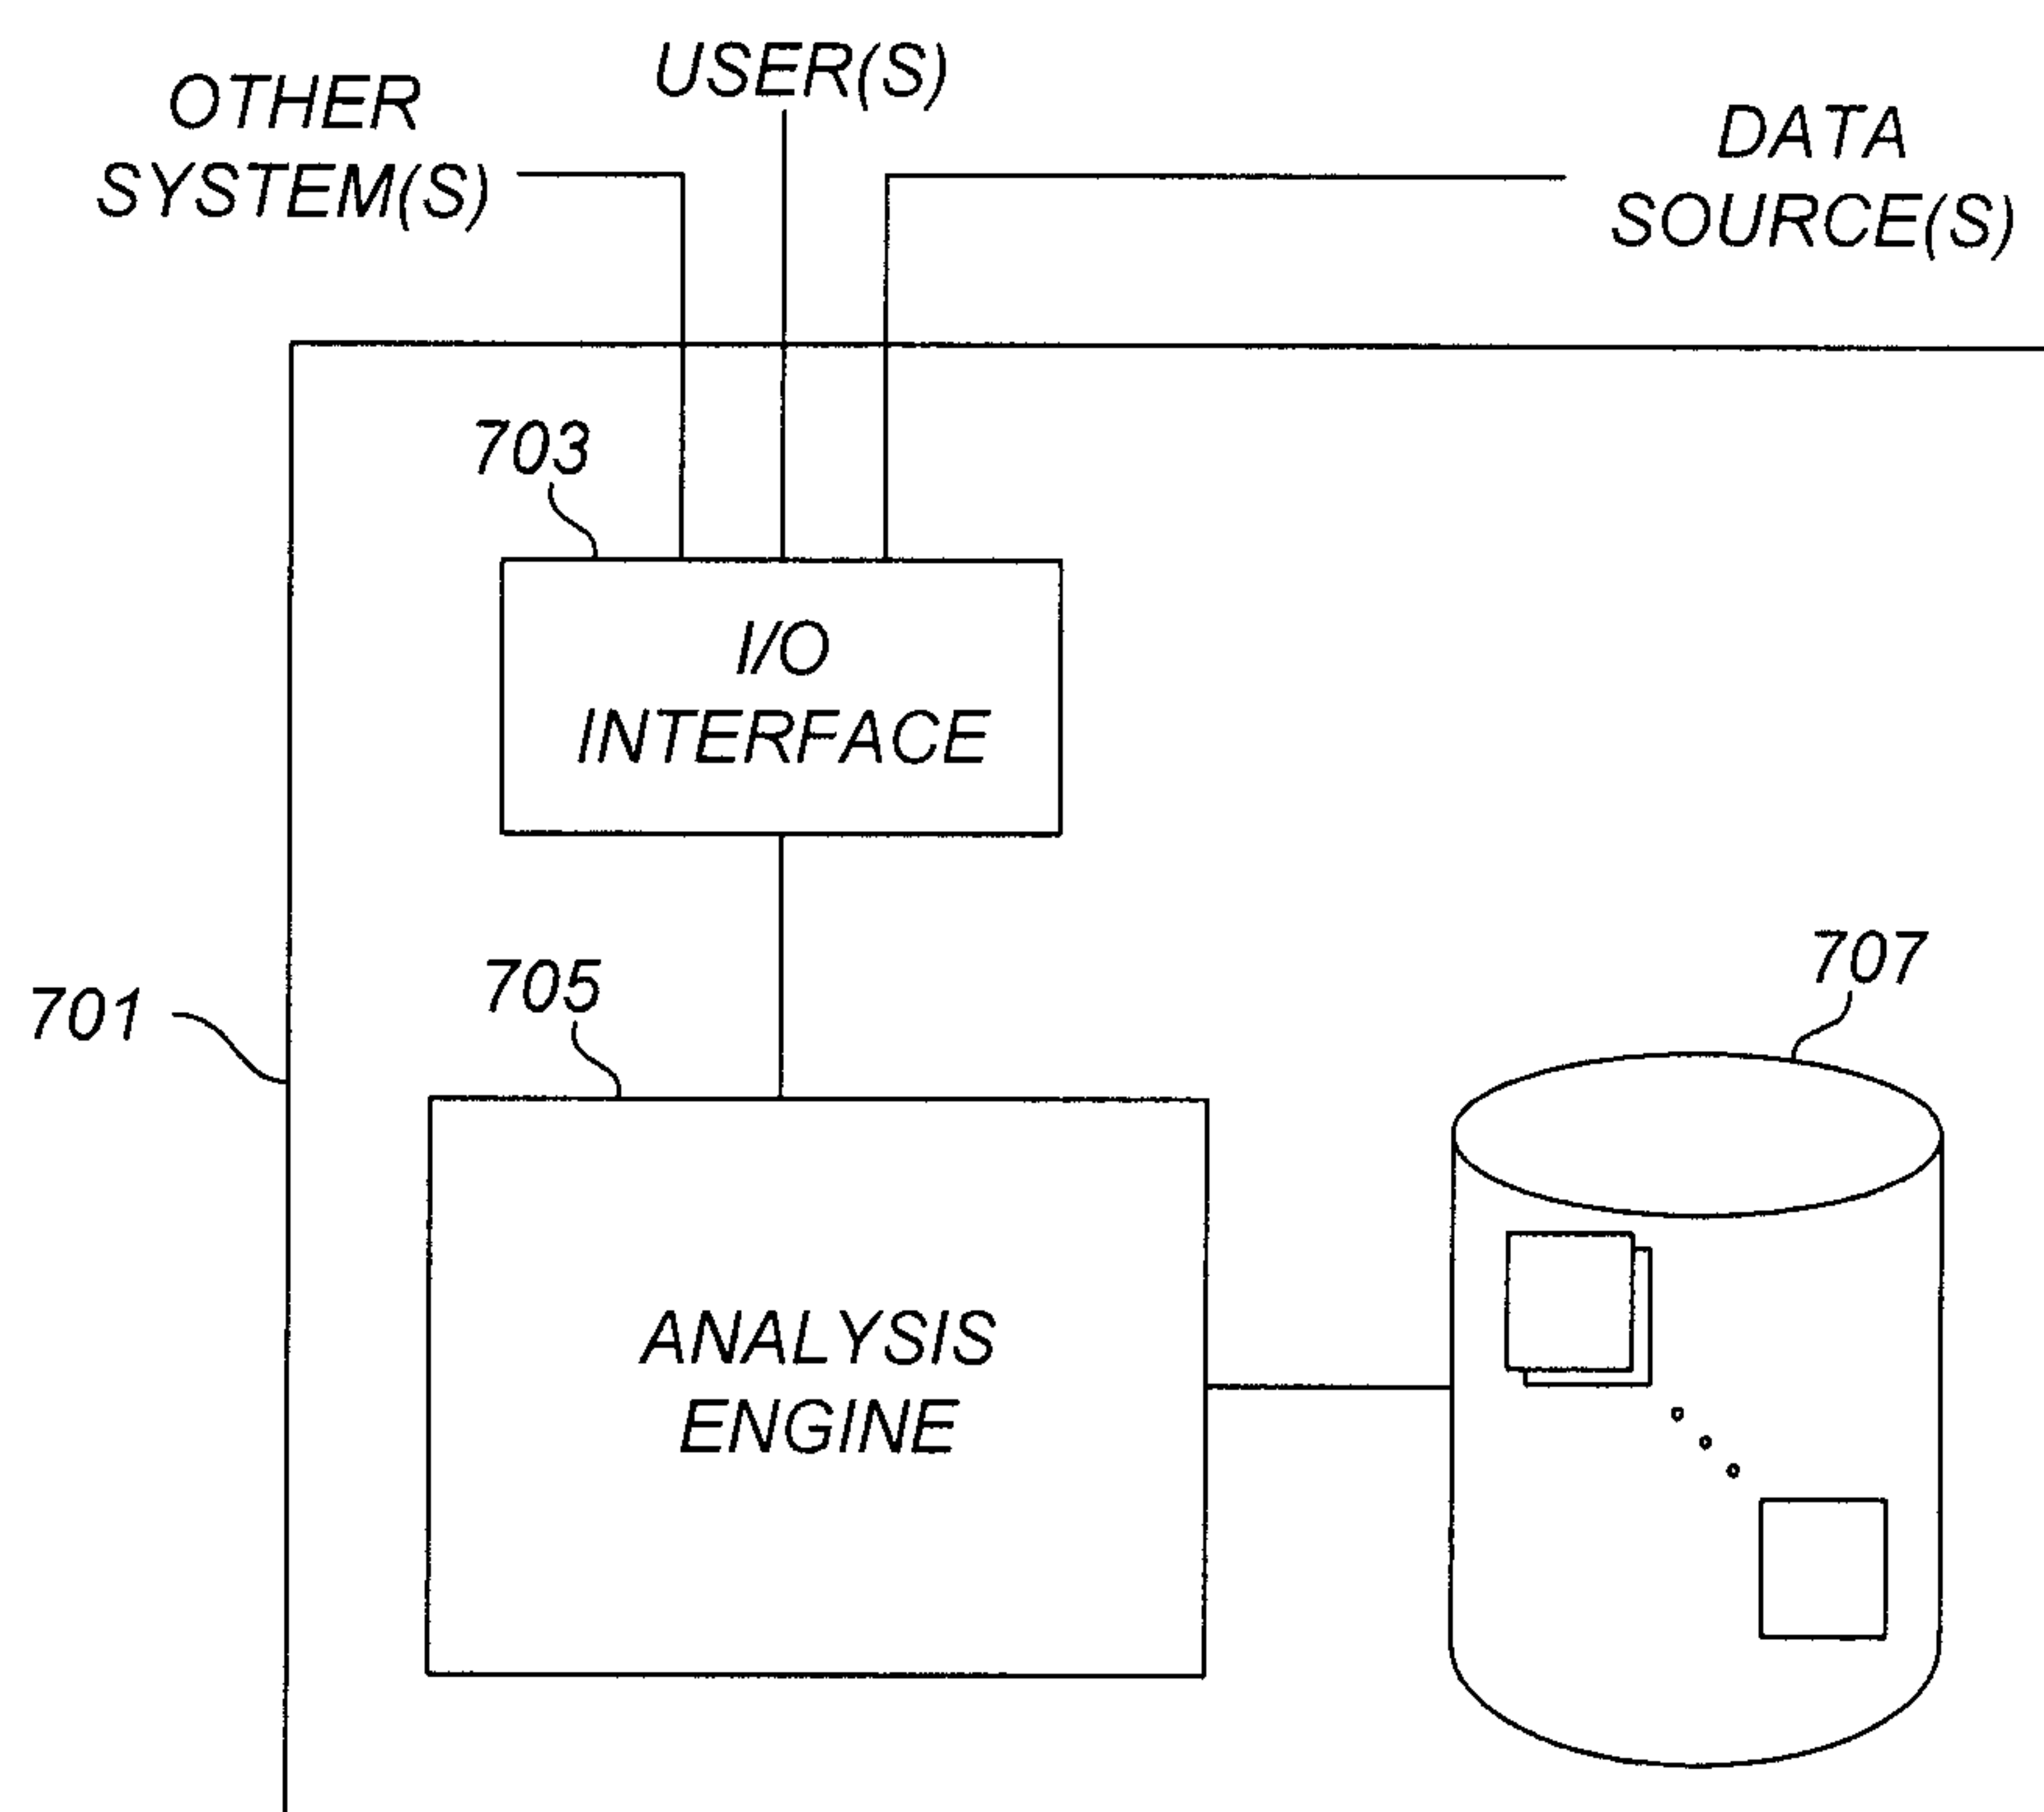 USER(S)
OTHER
SYSTEM(S)
DATA
SOURCE(S)
703
I/O
INTERFACE
707
705
701
ANALYSIS
ENGINE